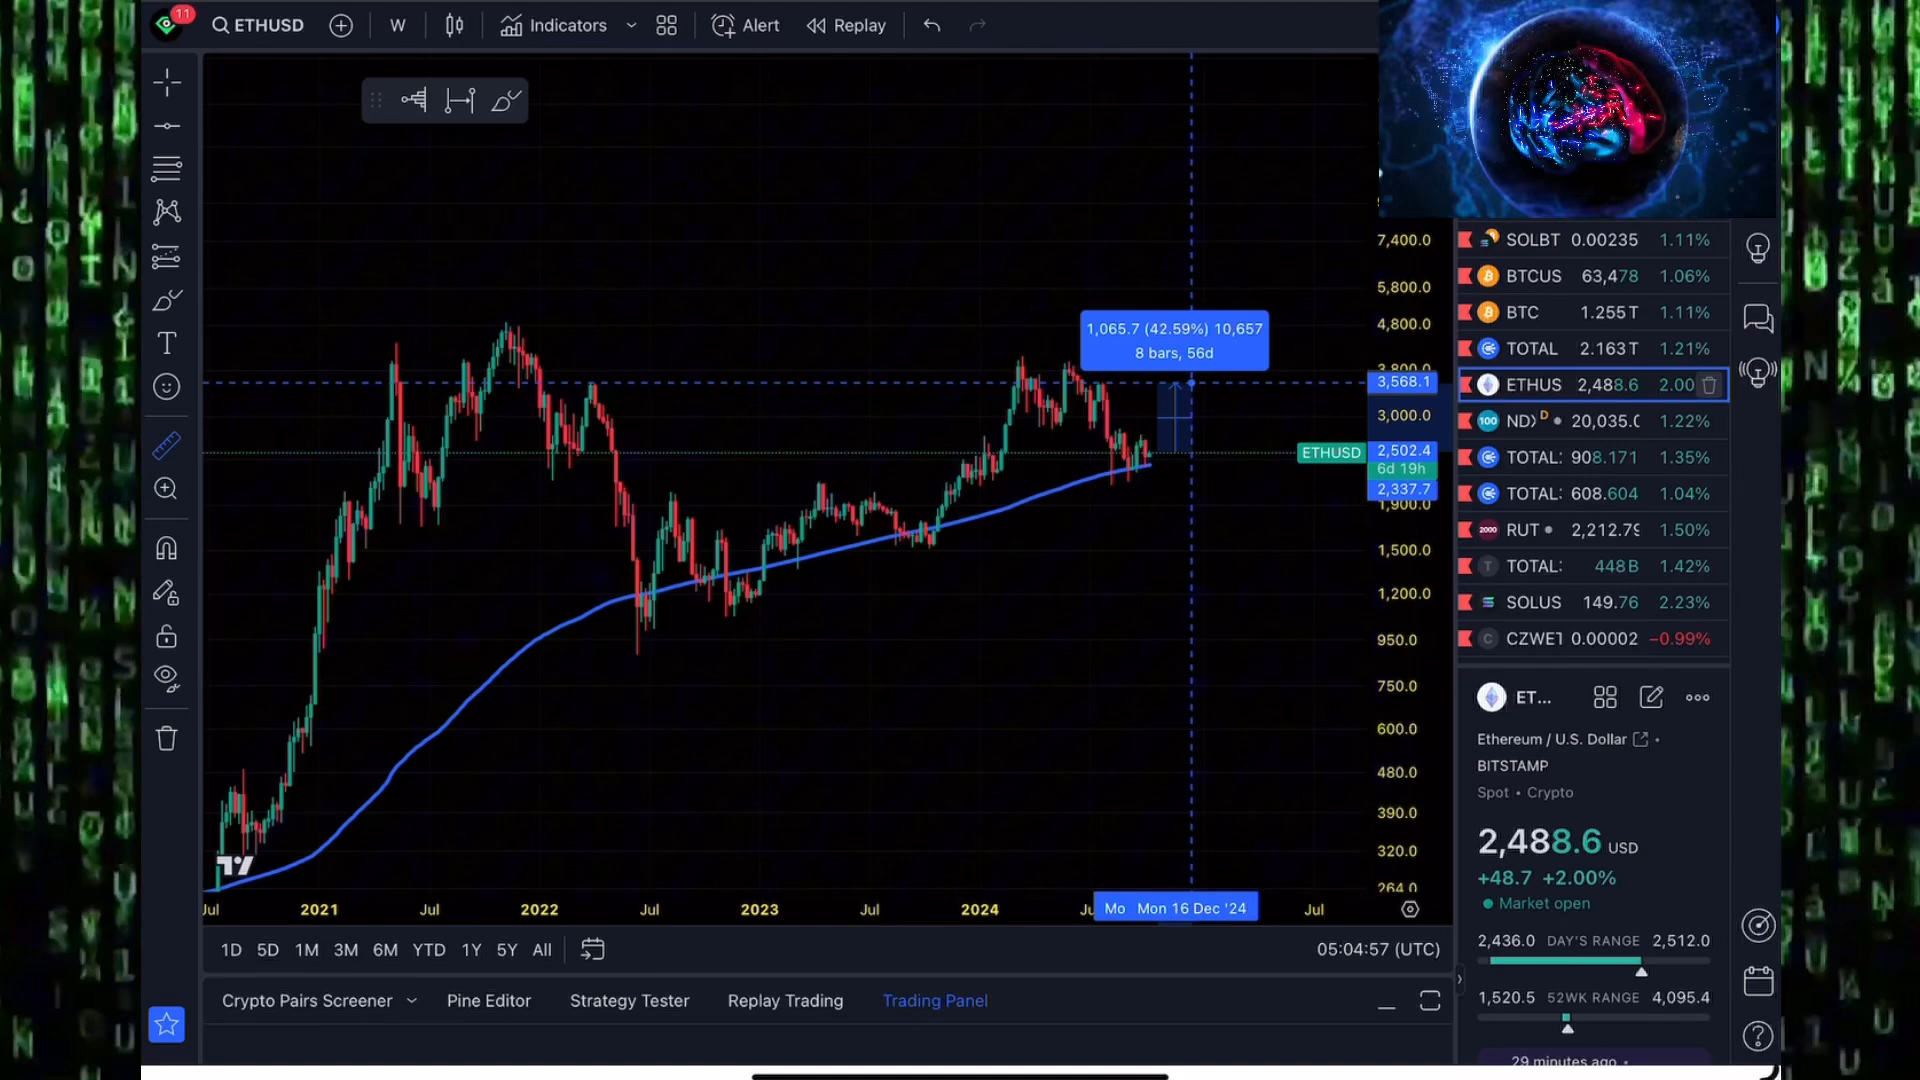 11
ETHUSD
W
Indicators
Alert
Replay
1,065.7 (42.59%) 10,657
8 bars, 56d
7,400.0
5,800.0
4,800.0
3,800.0
3,568.1
3,000.0
ETHUSD
2,502.4
6d 19h
2,337.7
1,900.0
1,500.0
1,200.0
950.0
750.0
600.0
480.0
390.0
320.0
264.0
Jul
2021
Jul
2022
Jul
2023
Jul
2024
Mo
Mon 16 Dec '24
Jul
1D
5D
1M
3M
6M
YTD
1Y
5Y
All
05:04:57 (UTC)
Crypto Pairs Screener
Pine Editor
Strategy Tester
Replay Trading
Trading Panel
SOLBT 0.00235 1.11%
BTCUS 63,478 1.06%
BTC 1.255 T 1.11%
TOTAL 2.163 T 1.21%
ETHUS 2,488.6 2.00
100 NDX D 20,035.0 1.22%
TOTAL: 908.171 1.35%
TOTAL: 608.604 1.04%
2000 RUT 2,212.79 1.50%
T TOTAL: 448 B 1.42%
SOLUS 149.76 2.23%
C CZWET 0.00002 −0.99%
ET...
Ethereum / U.S. Dollar
BITSTAMP
Spot • Crypto
2,488.6 USD
+48.7 +2.00%
Market open
2,436.0 DAY'S RANGE 2,512.0
1,520.5 52WK RANGE 4,095.4
29 minutes ago